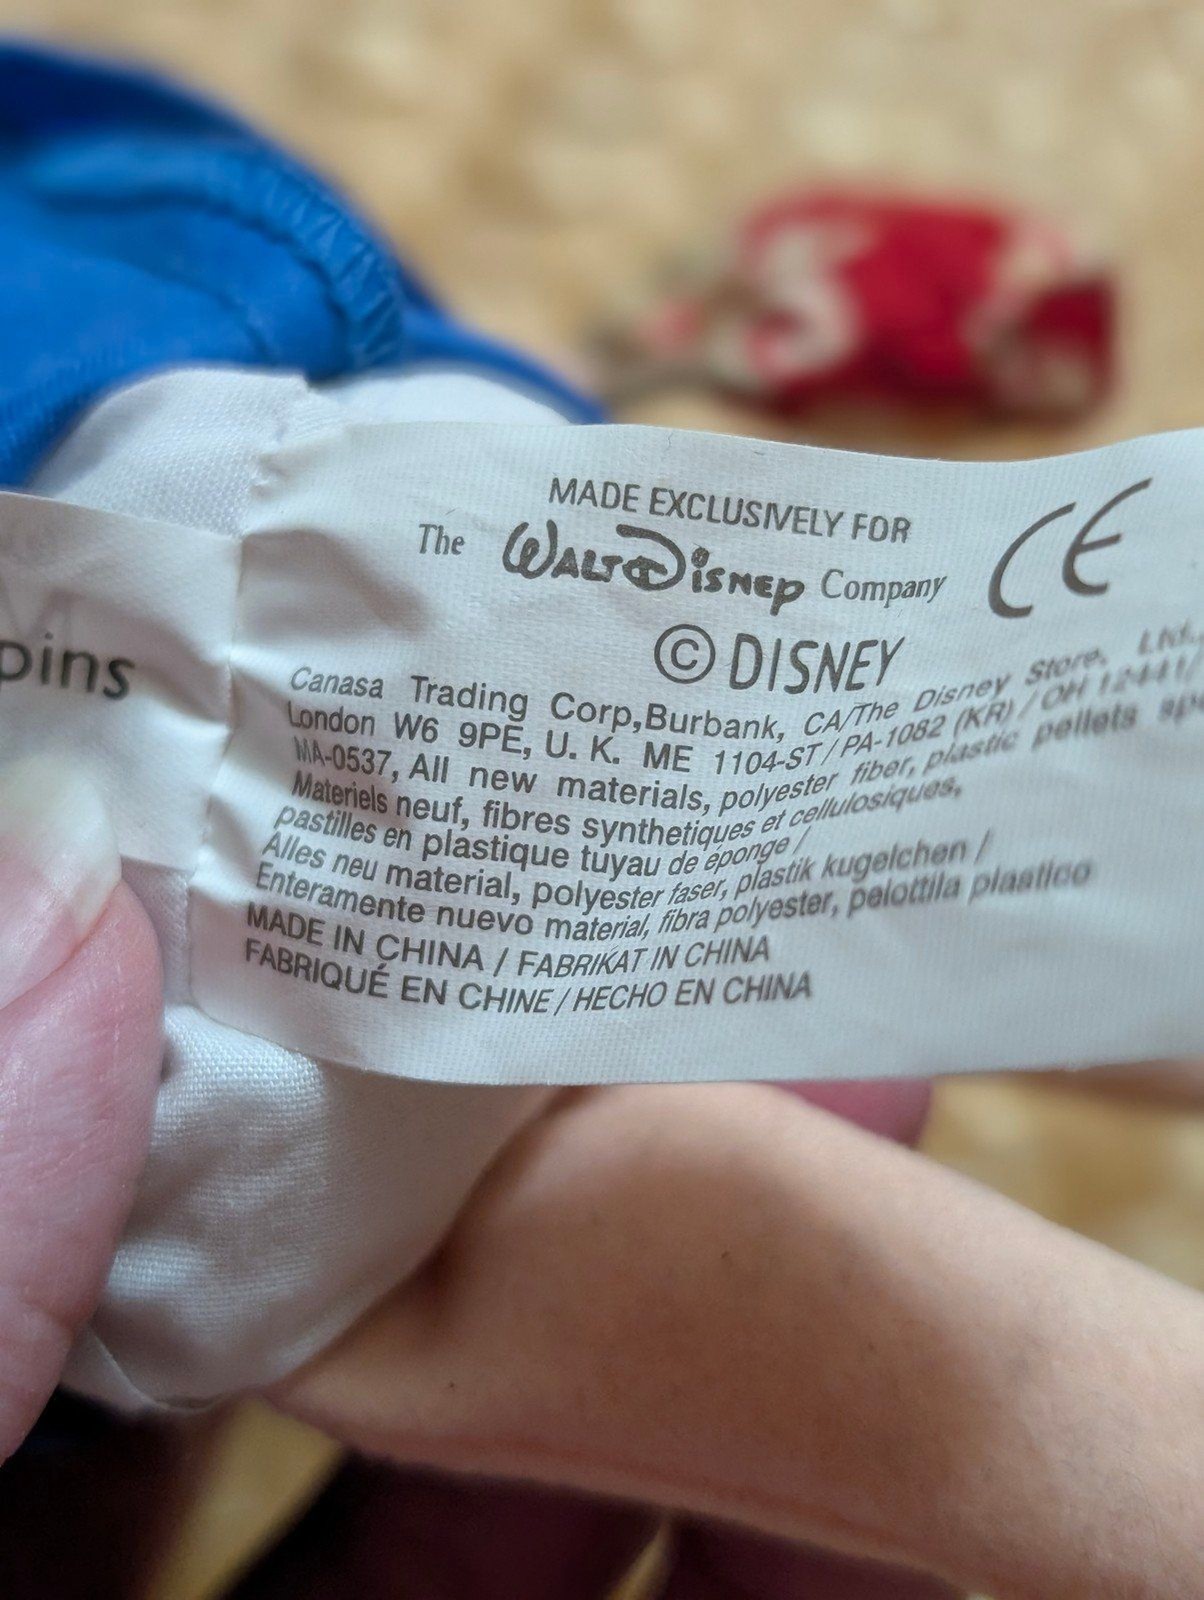 pins
MADE EXCLUSIVELY FOR
The WALT DISNEY Company CE
© DISNEY
Canasa Trading Corp,Burbank, CA/The Disney Store. Ltd.,
London W6 9PE, U. K. ME 1104-ST/PA-1082 (KR)/OH 12441/
MA-0537, All new materials, polyester fiber, plastic pellets
Materiels neuf, fibres synthetiques et cellulosiques,
pastilles en plastique tuyau de eponge /
Alles neu material, polyester faser, plastik kugelchen /
Enteramente nuevo material, fibra polyester, pelottila plastico
MADE IN CHINA / FABRIKAT IN CHINA
FABRIQUÉ EN CHINE / HECHO EN CHINA